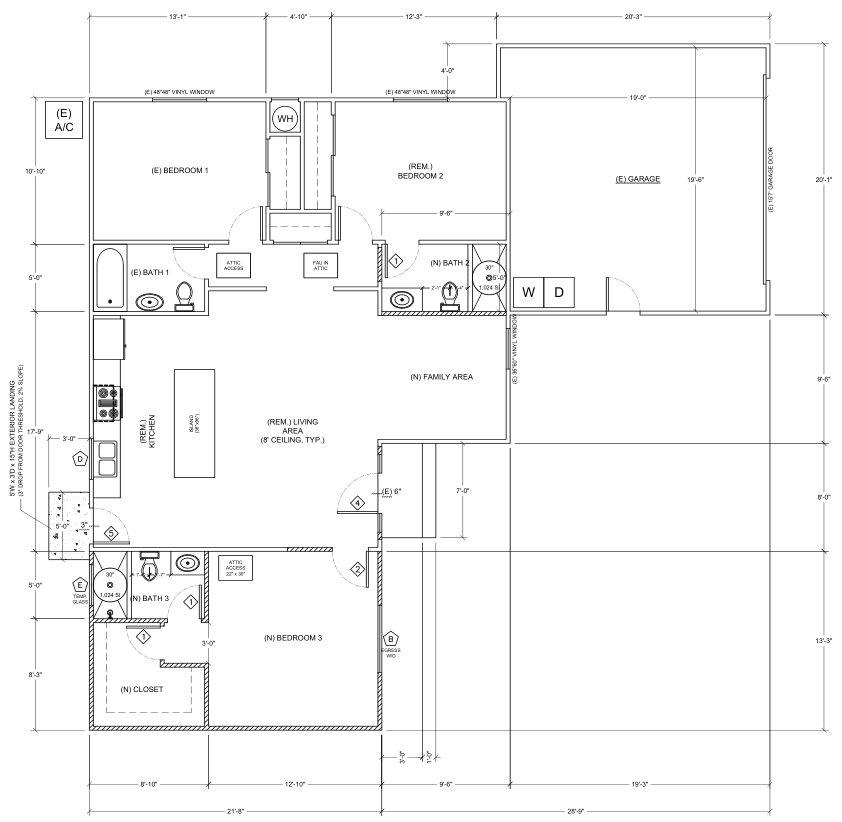 13'-1"
4'-10"
12'-3"
20'-3"
4'-0"
(E) 48"48" VINYL WINDOW
(E) 48"48" VINYL WINDOW
19'-0"
(E)
A/C
WH
10'-10"
(E) BEDROOM 1
(REM.)
BEDROOM 2
(E) GARAGE
19'-6"
(E) 15'7' GARAGE DOOR
20'-1"
9'-6"
5'-0"
(E) BATH 1
ATTIC
ACCESS
FAU IN
ATTIC
1
(N) BATH 2
30"
5'-0"
1,024 SI
2'-1"
W
D
(E) 36"60" VINYL WINDOW
(N) FAMILY AREA
9'-6"
(REM.)
KITCHEN
ISLAND
(36"x96")
(REM.) LIVING
AREA
(8' CEILING, TYP.)
5'W x 3'D x 15"H EXTERIOR LANDING
(3" DROP FROM DOOR THRESHOLD, 2% SLOPE)
17'-9"
3'-0"
D
(E) 6"
7'-0"
8'-0"
4
5'-0"
3"
5
5'-0"
E
TEMP.
GLASS
30"
1,024 SI
(N) BATH 3
1
ATTIC
ACCESS
22" x 30"
2
1
3'-0"
(N) BEDROOM 3
B
EGRESS
W/D
13'-3"
8'-3"
(N) CLOSET
3'-0"
1'-0"
8'-10"
12'-10"
9'-6"
19'-3"
21'-8"
28'-9"